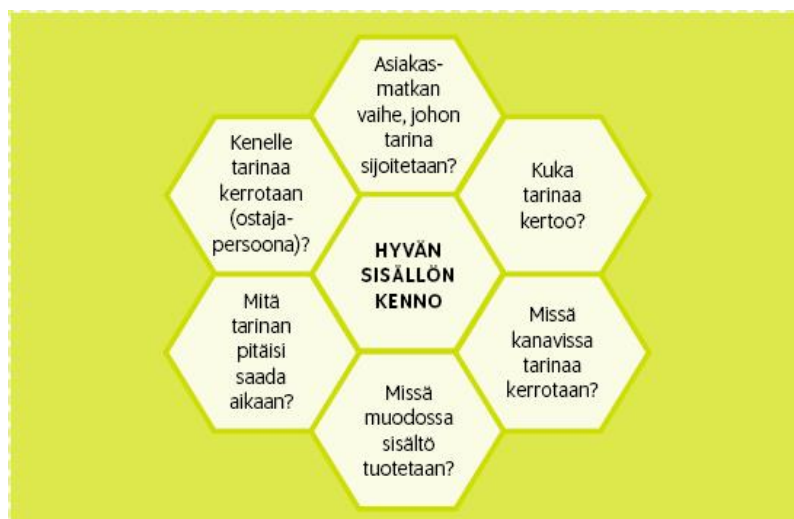 Asiakas-
matkan
vaihe, johon
tarina
sijoitetaan?
Kenelle
tarinaa
kerrotaan
(ostaja-
persoona)?
Kuka
tarinaa
kertoo?
HYVÄN
SISÄLLÖN
KENNO
Mitä
tarinan
pitäisi
saada
aikaan?
Missä
kanavissa
tarinaa
kerrotaan?
Missä
muodossa
sisältö
tuotetaan?